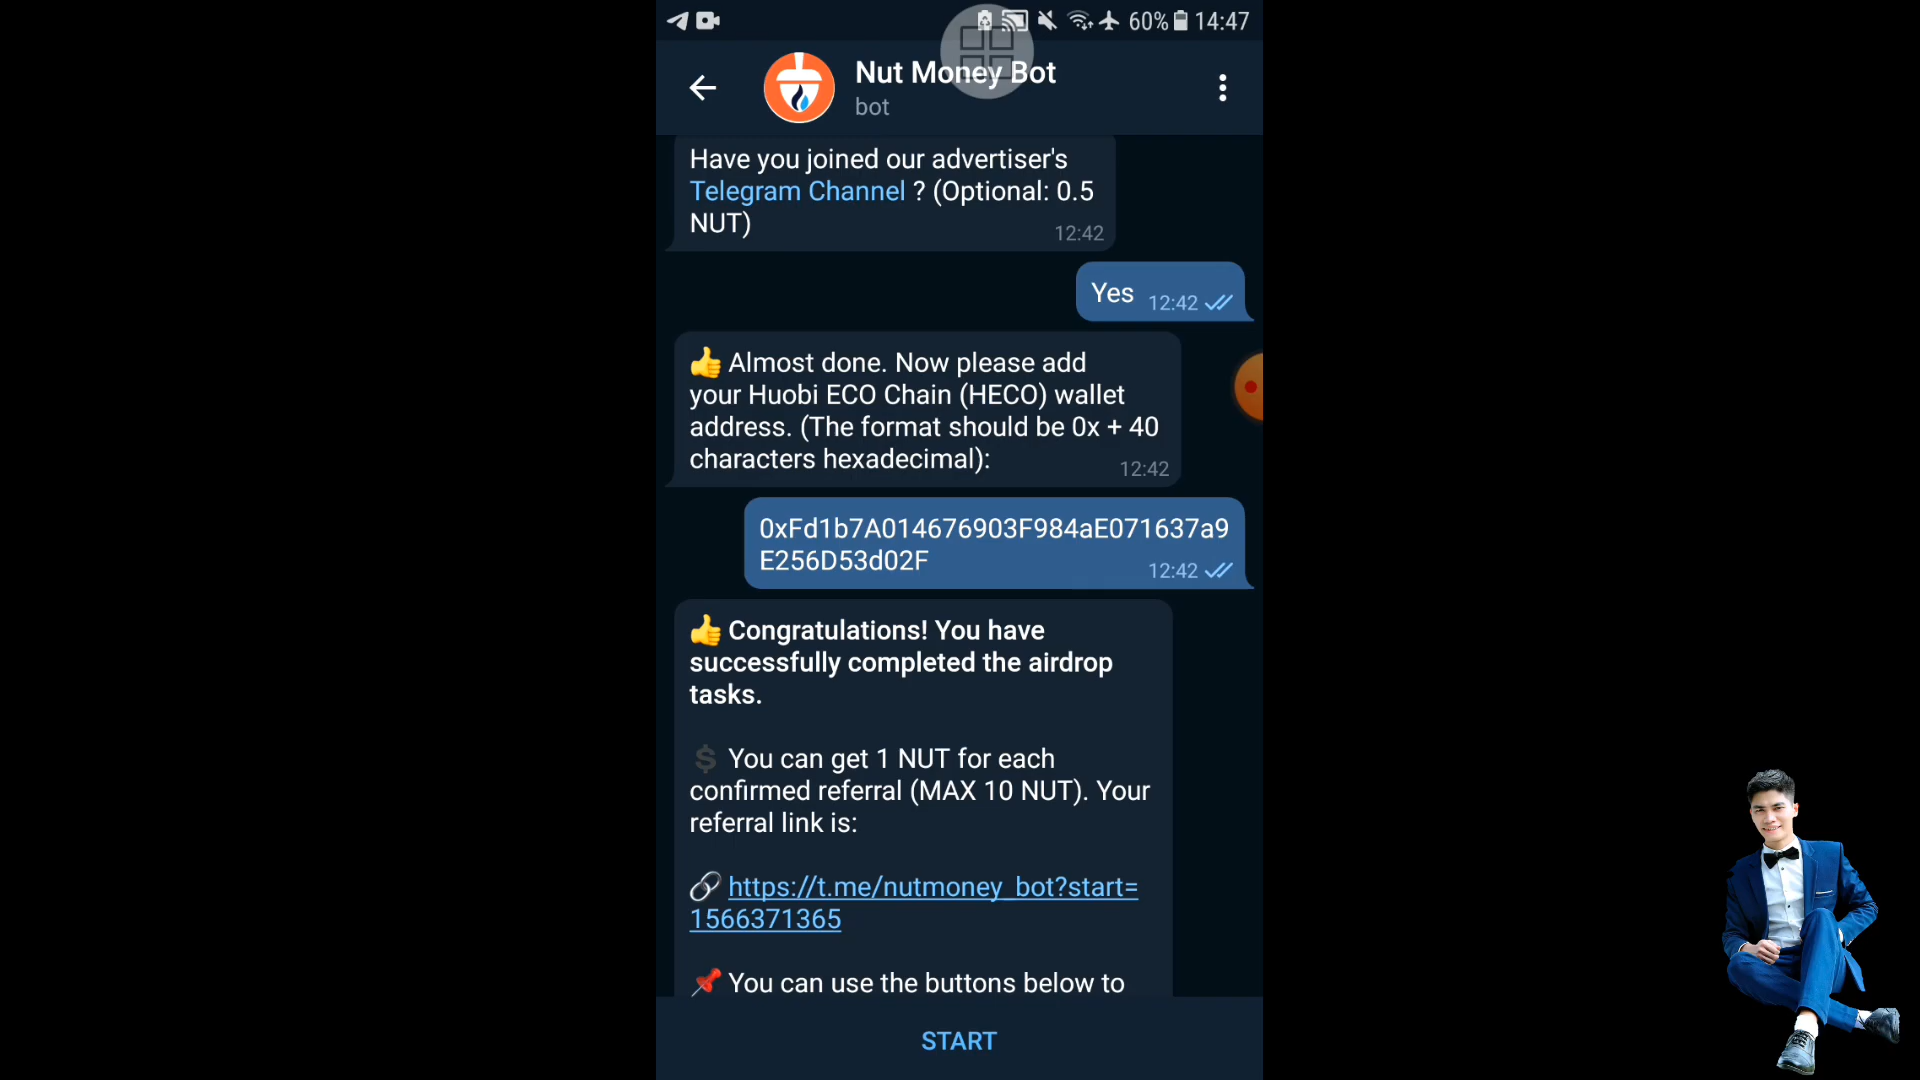 60% 14:47
Nut Money Bot
bot
Have you joined our advertiser's
Telegram Channel ? (Optional: 0.5
NUT)
12:42
Yes 12:42
👍 Almost done. Now please add
your Huobi ECO Chain (HECO) wallet
address. (The format should be 0x + 40
characters hexadecimal):
12:42
0xFd1b7A014676903F984aE071637a9
E256D53d02F
12:42
👍 Congratulations! You have
successfully completed the airdrop
tasks.
💲 You can get 1 NUT for each
confirmed referral (MAX 10 NUT). Your
referral link is:
🔗 https://t.me/nutmoney_bot?start=
1566371365
📌 You can use the buttons below to
START